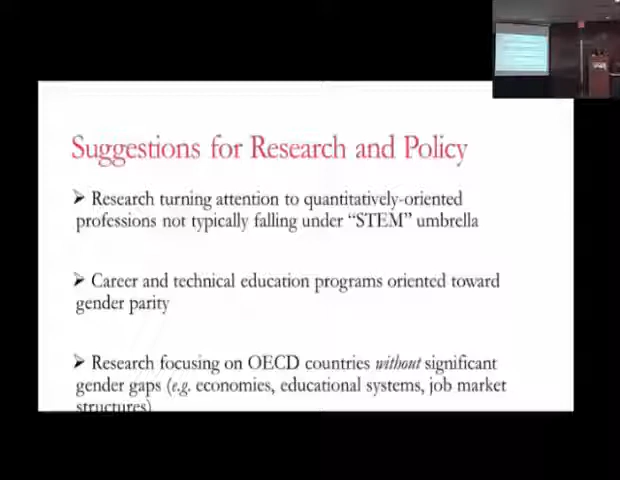 Suggestions for Research and Policy
➤ Research turning attention to quantitatively-oriented
professions not typically falling under “STEM” umbrella
➤ Career and technical education programs oriented toward
gender parity
➤ Research focusing on OECD countries without significant
gender gaps (e.g. economies, educational systems, job market
structures)